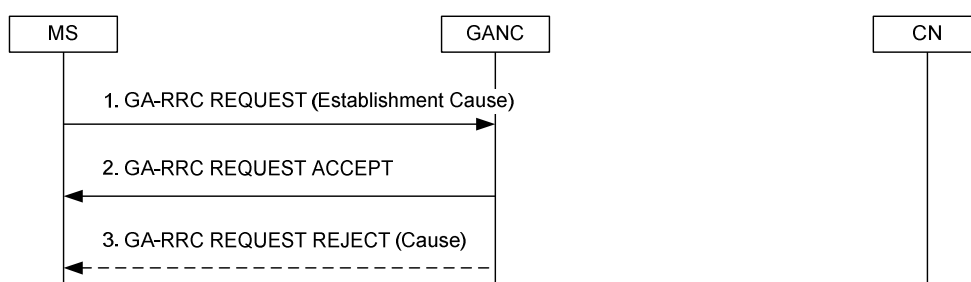 MS
GANC
CN
1. GA-RRC REQUEST (Establishment Cause)
2. GA-RRC REQUEST ACCEPT
3. GA-RRC REQUEST REJECT (Cause)